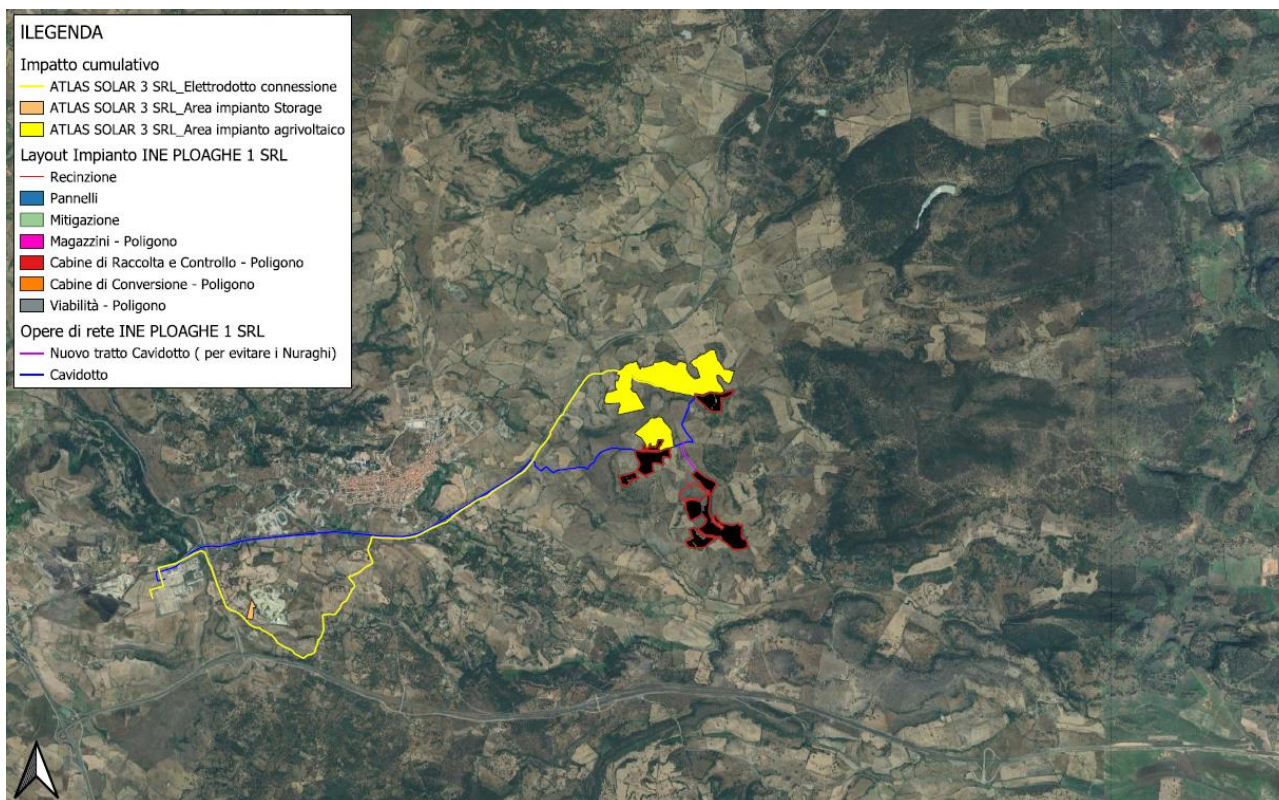 ILEGENDA
Impatto cumulativo
ATLAS SOLAR 3 SRL_Elettrodotto connessione
ATLAS SOLAR 3 SRL_Area impianto Storage
ATLAS SOLAR 3 SRL_Area impianto agrivoltaico
Layout Impianto INE PLOAGHE 1 SRL
Recinzione
Pannelli
Mitigazione
Magazzini - Poligono
Cabine di Raccolta e Controllo - Poligono
Cabine di Conversione - Poligono
Viabilità - Poligono
Opere di rete INE PLOAGHE 1 SRL
Nuovo tratto Cavidotto ( per evitare i Nuraghi)
Cavidotto